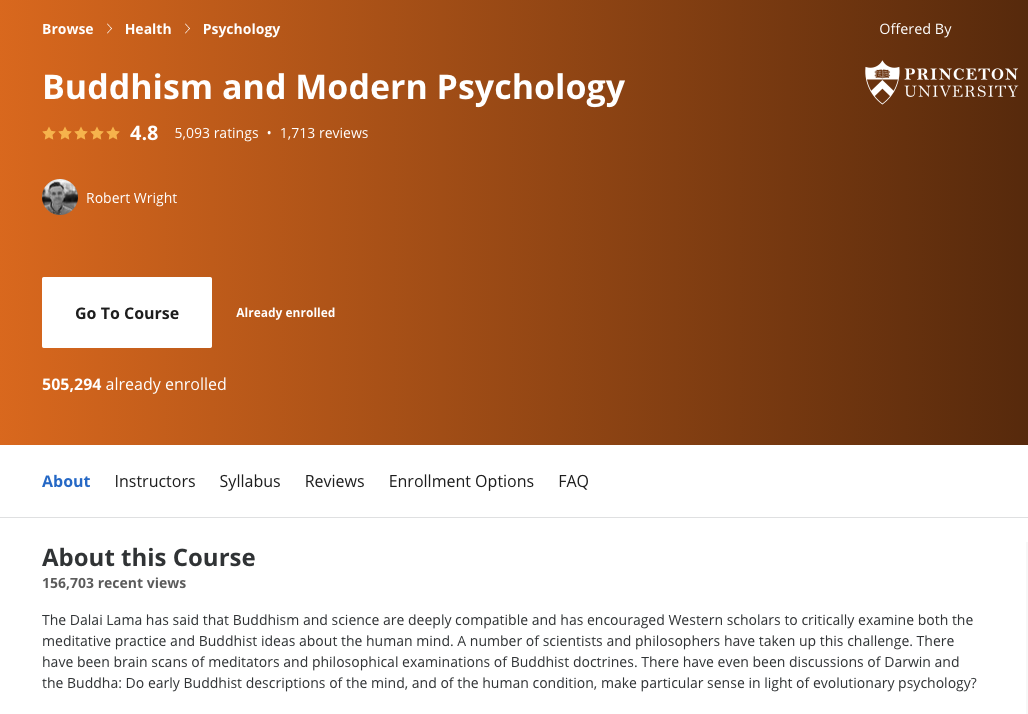 Browse > Health > Psychology
Offered By
Buddhism and Modern Psychology
PRINCETON
UNIVERSITY
4.8 5,093 ratings • 1,713 reviews
Robert Wright
Go To Course
Already enrolled
505,294 already enrolled
About Instructors Syllabus Reviews Enrollment Options FAQ
About this Course
156,703 recent views
The Dalai Lama has said that Buddhism and science are deeply compatible and has encouraged Western scholars to critically examine both the
meditative practice and Buddhist ideas about the human mind. A number of scientists and philosophers have taken up this challenge. There
have been brain scans of meditators and philosophical examinations of Buddhist doctrines. There have even been discussions of Darwin and
the Buddha: Do early Buddhist descriptions of the mind, and of the human condition, make particular sense in light of evolutionary psychology?